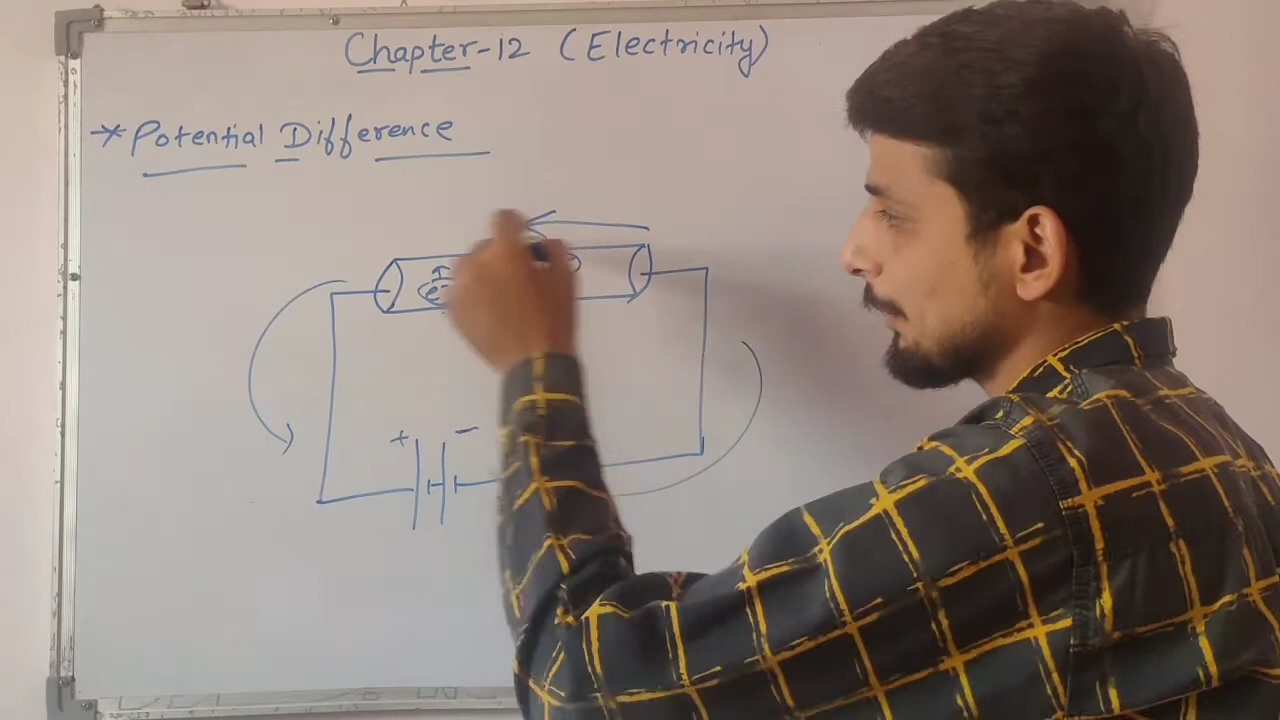 Chapter-12 (Electricity)
* Potential Difference
e-
+ -